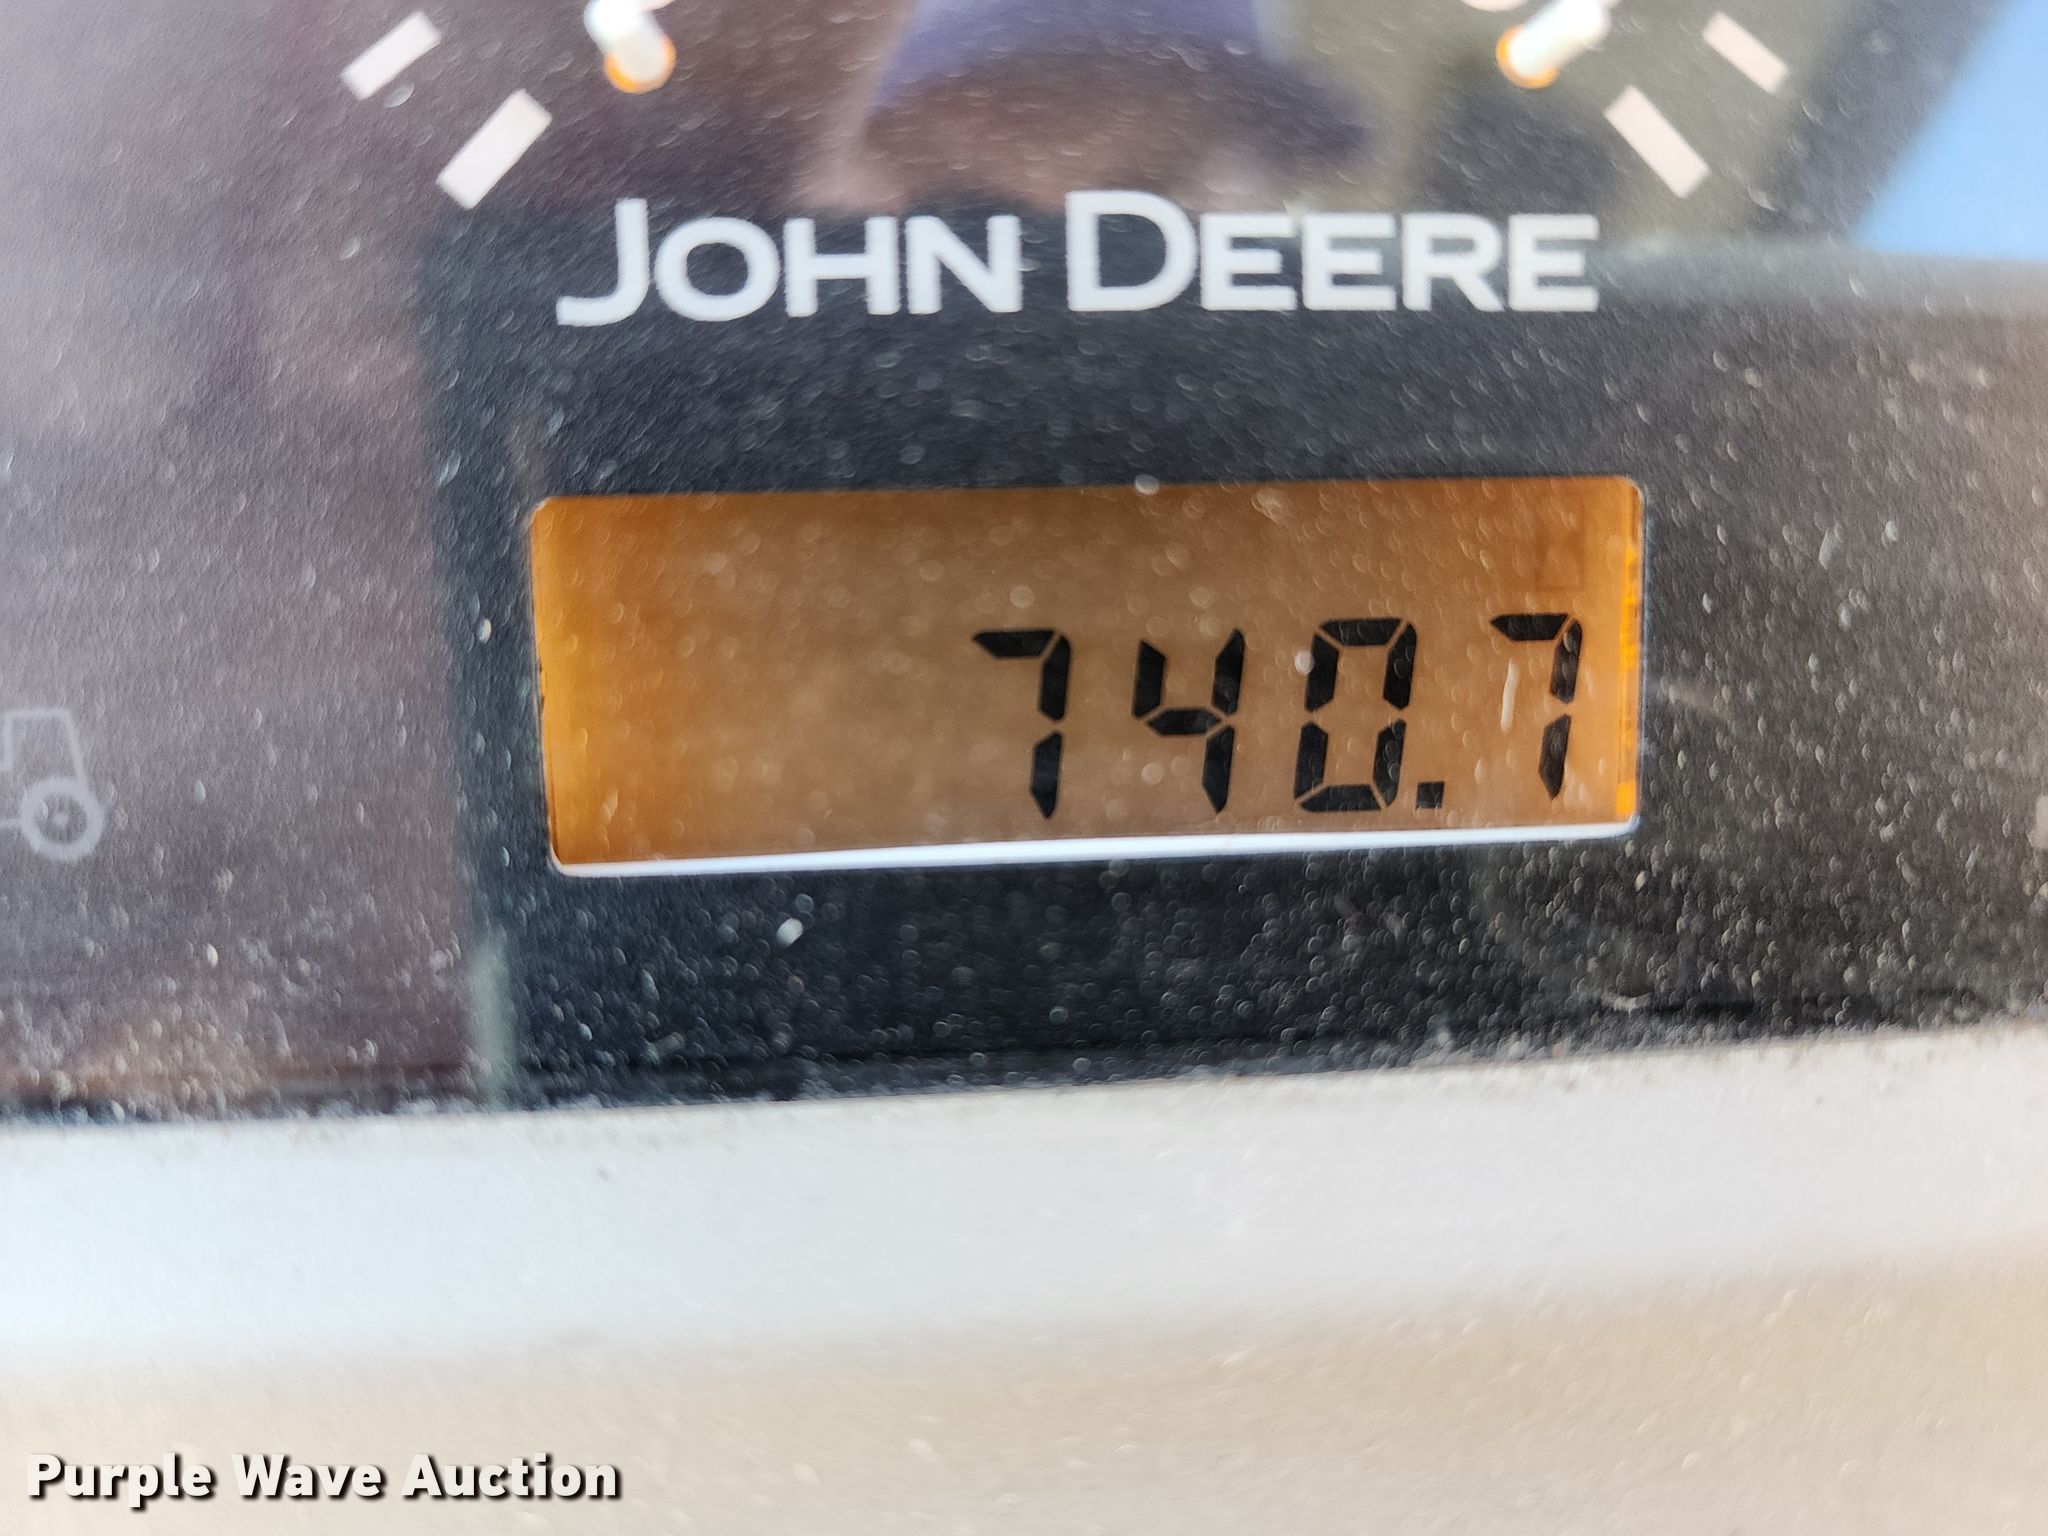 JOHN DEERE
740.7
Purple Wave Auction